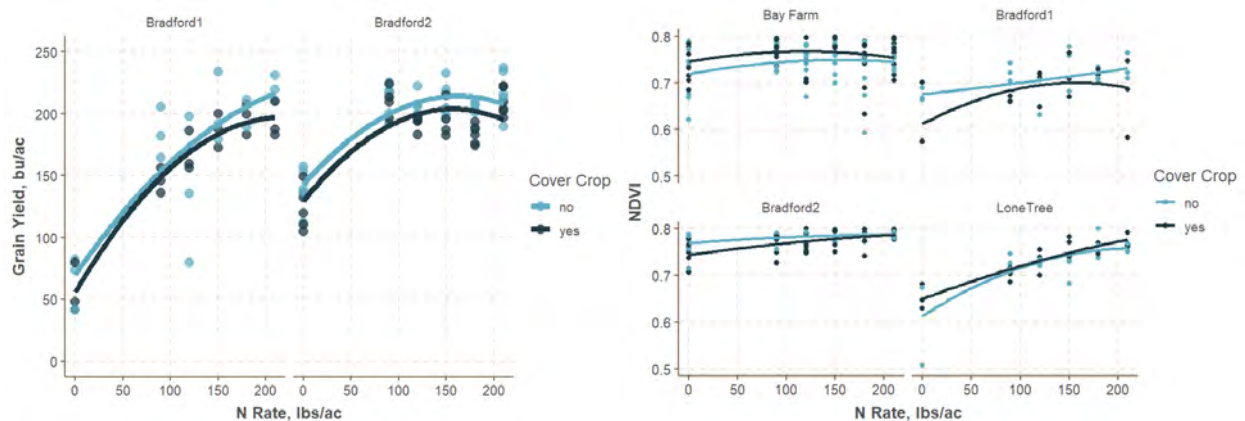 Bradford1
Bradford2
250
200
150
100
50
0
Grain Yield, bu/ac
0 50 100 150 200
0 50 100 150 200
N Rate, lbs/ac
Cover Crop
no
yes
Bay Farm
Bradford1
0.8
0.7
0.6
0.5
NDVI
Bradford2
LoneTree
0.8
0.7
0.6
0.5
0 50 100 150 200
0 50 100 150 200
N Rate, lbs/ac
Cover Crop
no
yes